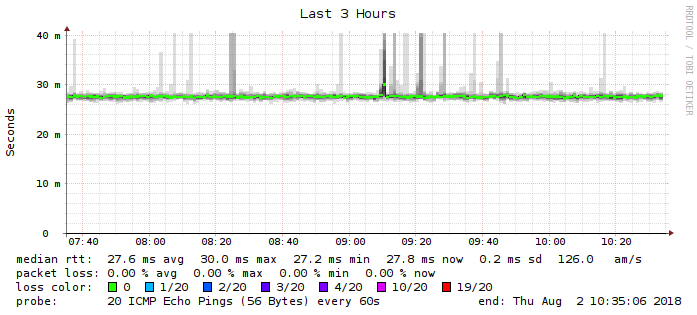 Last 3 Hours
RRDTOOL / TOBI OETIKER
Seconds
40 m
30 m
20 m
10 m
0
07:40 08:00 08:20 08:40 09:00 09:20 09:40 10:00 10:20
median rtt: 27.6 ms avg 30.0 ms max 27.2 ms min 27.8 ms now 0.2 ms sd 126.0 am/s
packet loss: 0.00 % avg 0.00 % max 0.00 % min 0.00 % now
loss color: 0 1/20 2/20 3/20 4/20 10/20 19/20
probe: 20 ICMP Echo Pings (56 Bytes) every 60s end: Thu Aug 2 10:35:06 2018